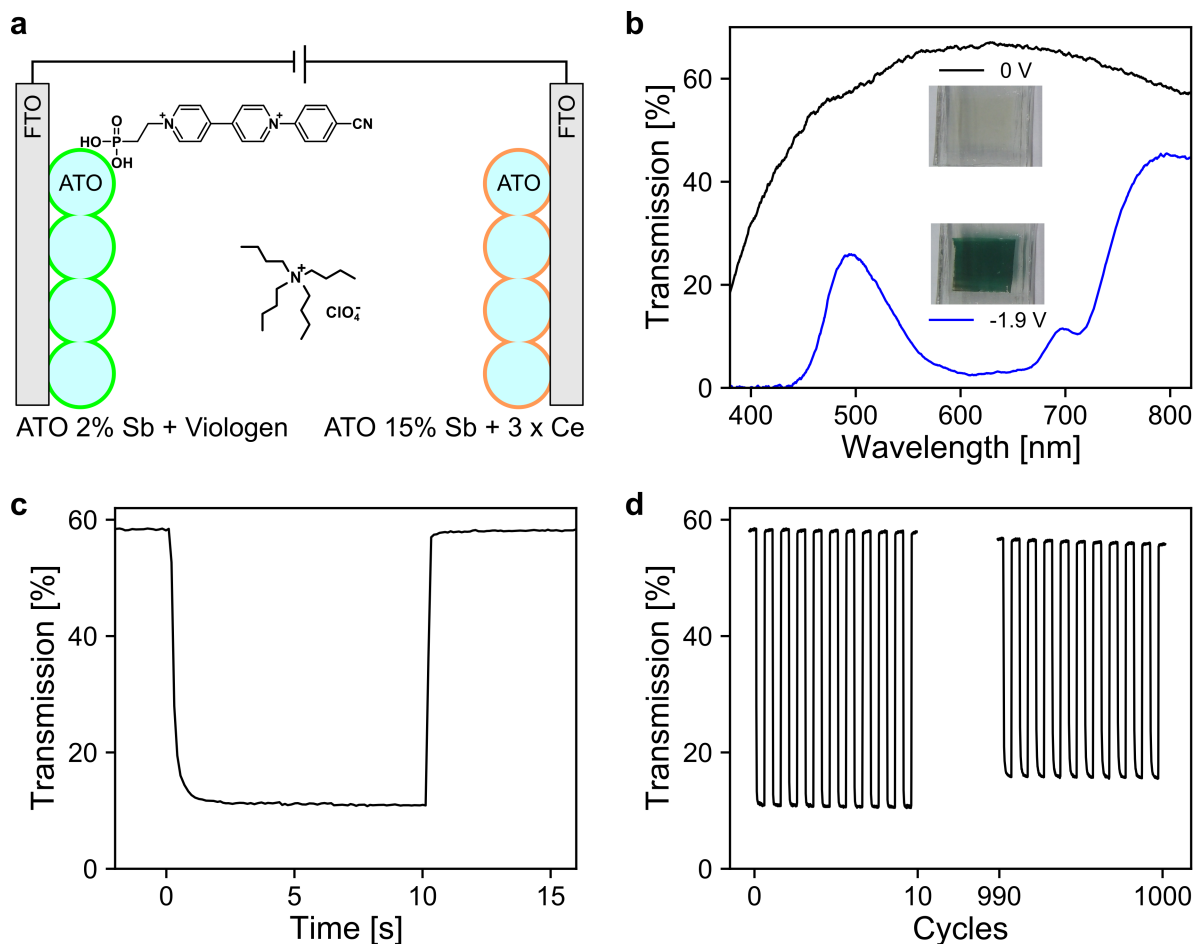 a
FTO
HO
O
P
OH
+
N
+
N
CN
FTO
ATO
ATO
N
+
ClO4-
ATO 2% Sb + Viologen
ATO 15% Sb + 3 x Ce
b
Transmission [%]
60
40
20
0
0 V
-1.9 V
400 500 600 700 800
Wavelength [nm]
c
Transmission [%]
60
40
20
0
0 5 10 15
Time [s]
d
Transmission [%]
60
40
20
0
0 10 990 1000
Cycles